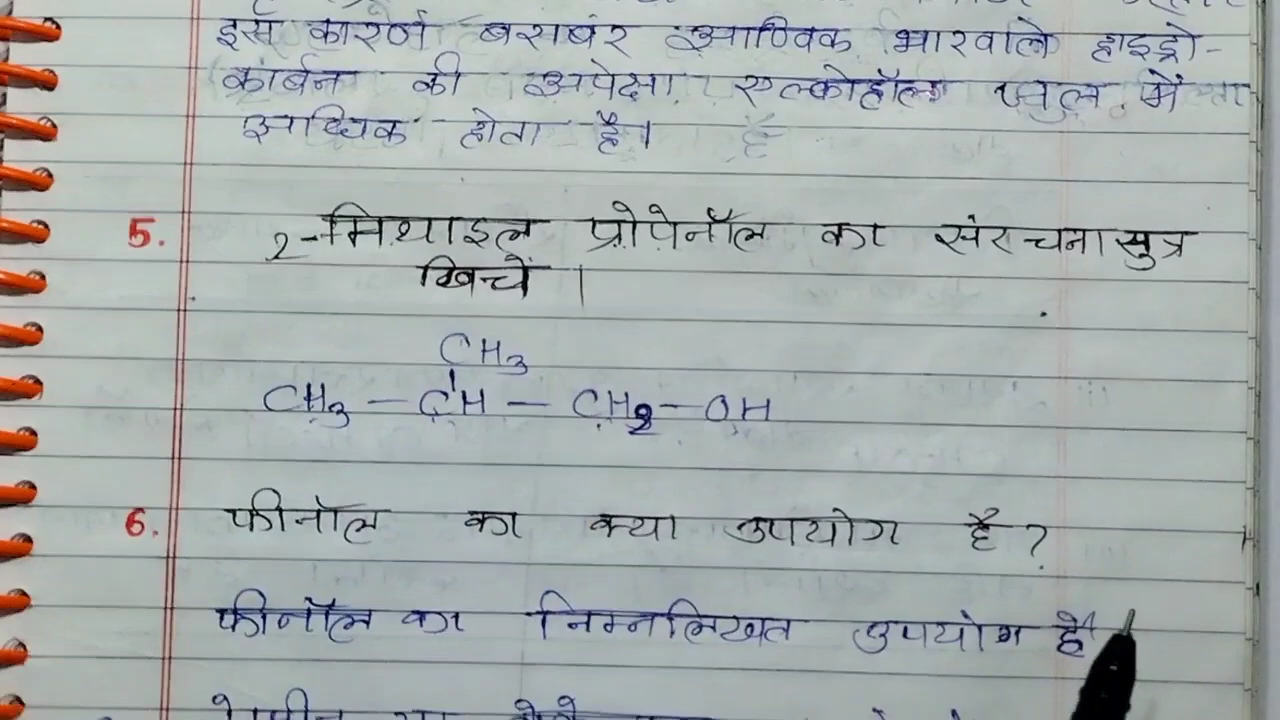 इस कारण बराबर आण्विक भारवाले हाइड्रो-
कार्बन की अपेक्षा एल्कोहॉल जल में
अधिक होता है।
5. 2-मिथाइल प्रोपेनॉल का संरचना सुत्र
खिचें।
CH3
CH3 – CH – CH2 – OH
6. फीनॉल का क्या उपयोग है?
फीनॉल का निम्नलिखत उपयोग है